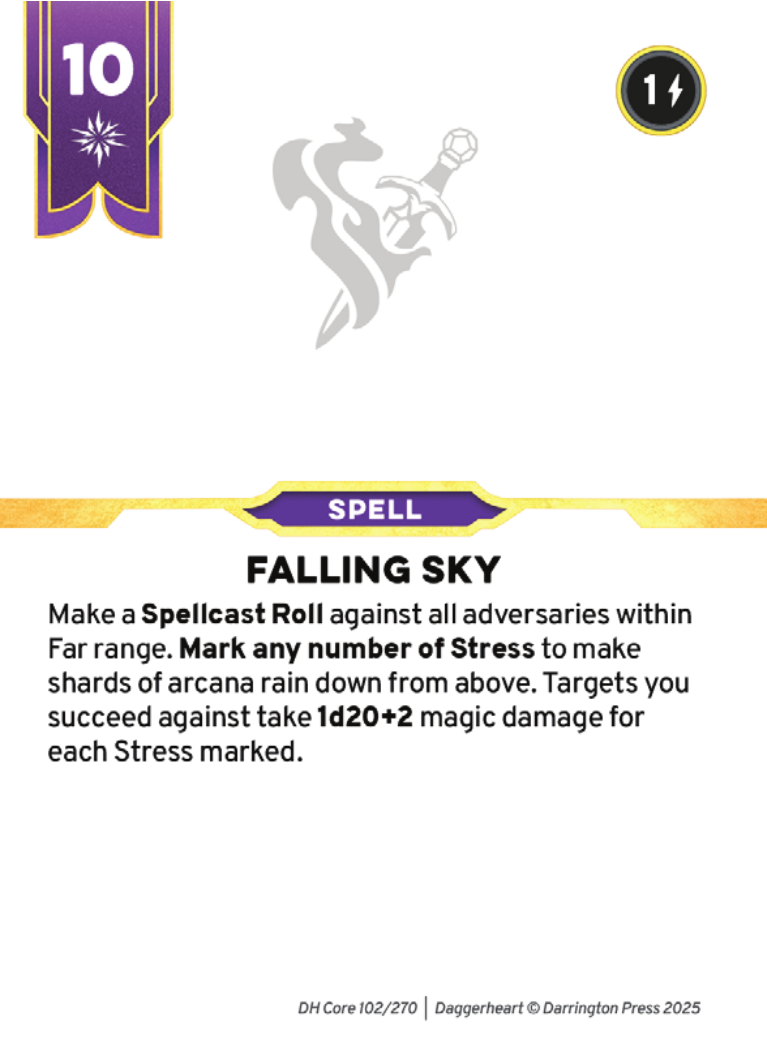 10
1
SPELL
FALLING SKY
Make a Spellcast Roll against all adversaries within
Far range. Mark any number of Stress to make
shards of arcana rain down from above. Targets you
succeed against take 1d20+2 magic damage for
each Stress marked.
DH Core 102/270 | Daggerheart © Darrington Press 2025